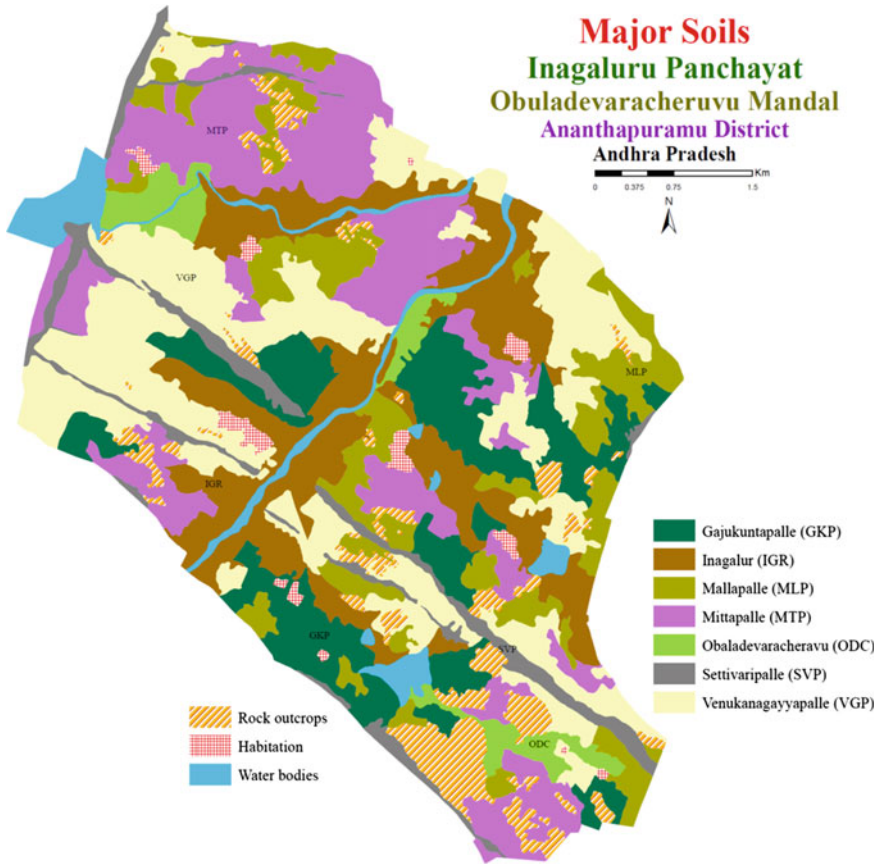 Major Soils
Inagaluru Panchayat
Obuladevaracheruvu Mandal
Ananthapuramu District
Andhra Pradesh
Km
0 0.375 0.75 1.5
N
MTP
VGP
MLP
IGR
GKP
SVP
ODC
Gajukuntapalle (GKP)
Inagalur (IGR)
Mallapalle (MLP)
Mittapalle (MTP)
Obaladevaracheravu (ODC)
Settivaripalle (SVP)
Venukanagayyapalle (VGP)
Rock outcrops
Habitation
Water bodies